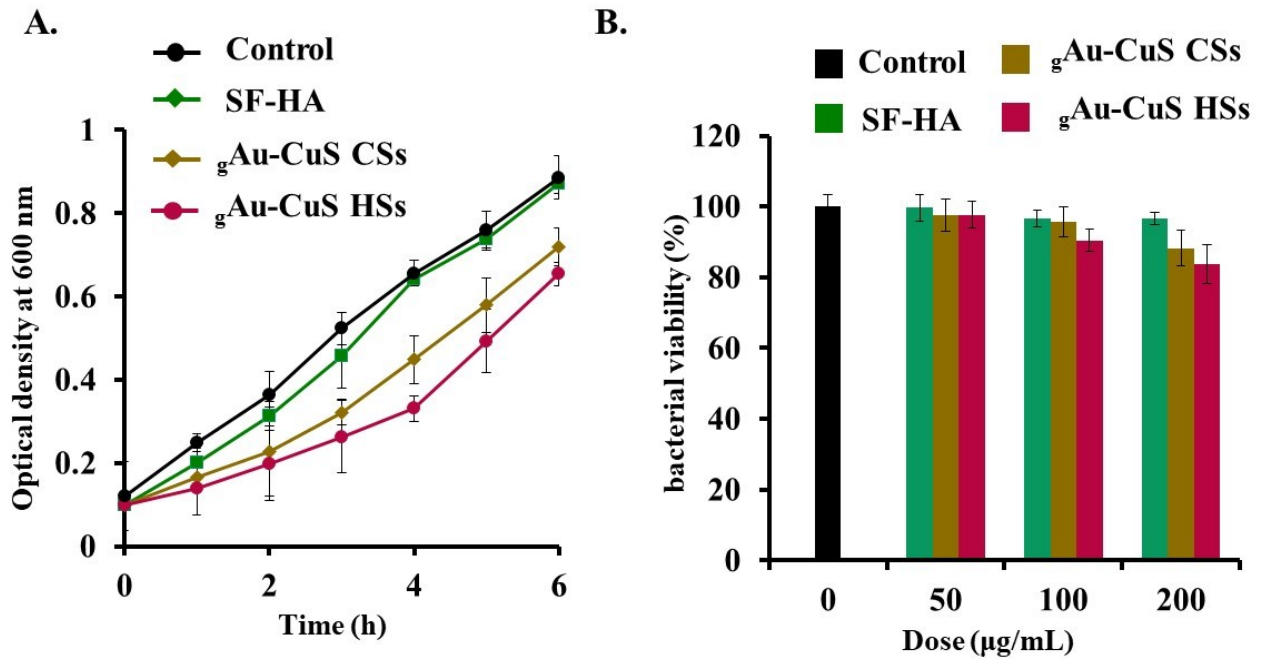 A.
Control
SF-HA
gAu-CuS CSs
gAu-CuS HSs
Optical density at 600 nm
1
0.8
0.6
0.4
0.2
0
0 2 4 6
Time (h)
B.
Control gAu-CuS CSs
SF-HA gAu-CuS HSs
bacterial viability (%)
120
100
80
60
40
20
0
0 50 100 200
Dose (µg/mL)